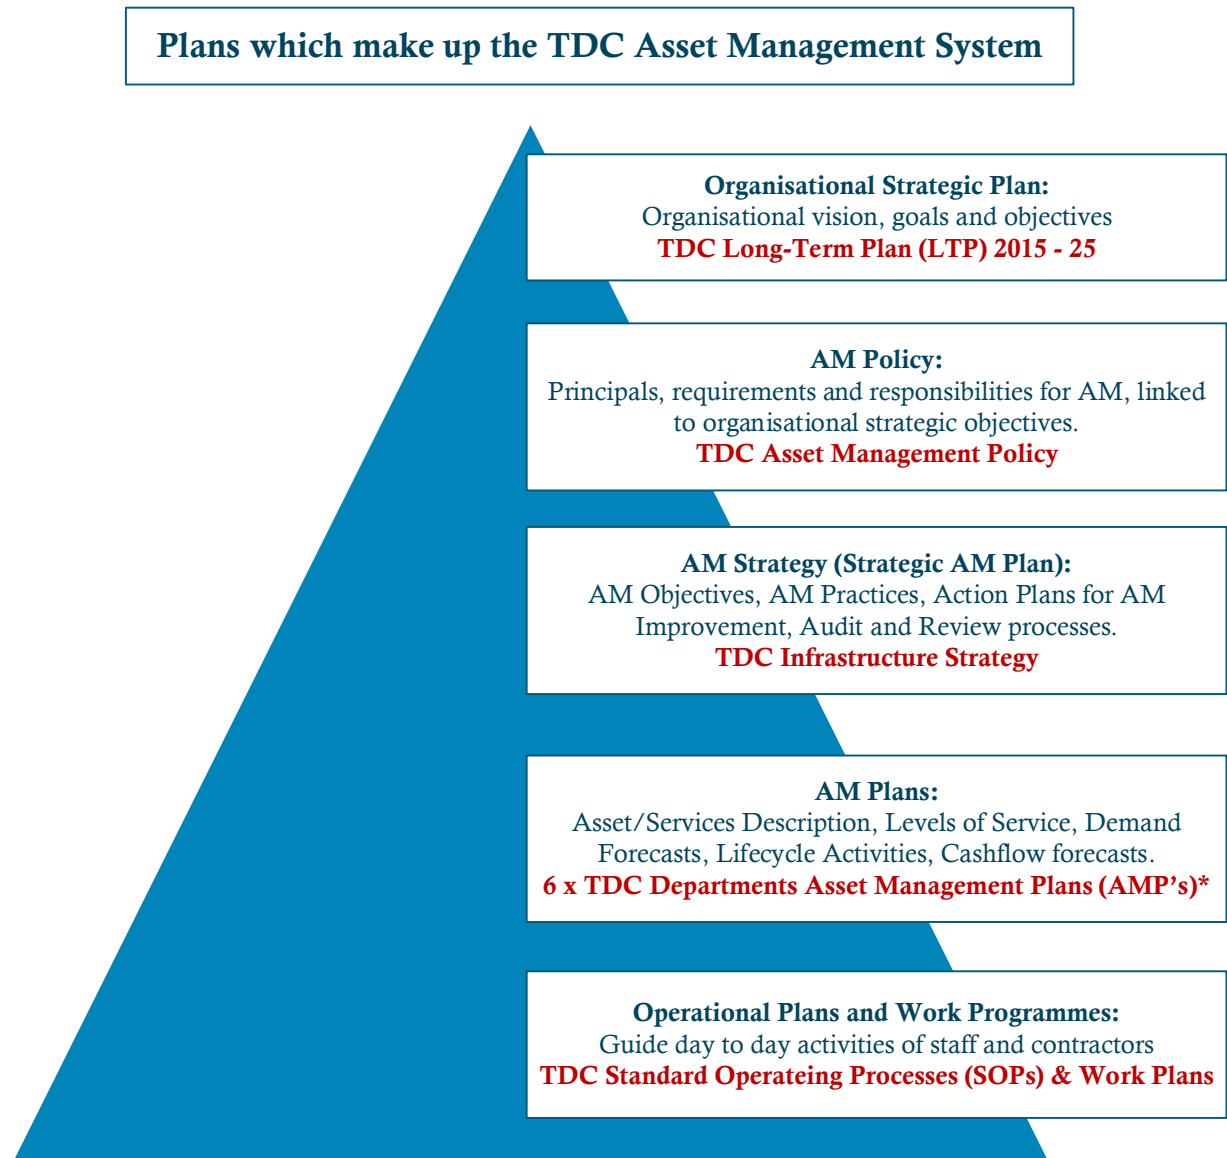 Plans which make up the TDC Asset Management System
Organisational Strategic Plan:
Organisational vision, goals and objectives
TDC Long-Term Plan (LTP) 2015 - 25
AM Policy:
Principals, requirements and responsibilities for AM, linked
to organisational strategic objectives.
TDC Asset Management Policy
AM Strategy (Strategic AM Plan):
AM Objectives, AM Practices, Action Plans for AM
Improvement, Audit and Review processes.
TDC Infrastructure Strategy
AM Plans:
Asset/Services Description, Levels of Service, Demand
Forecasts, Lifecycle Activities, Cashflow forecasts.
6 x TDC Departments Asset Management Plans (AMP's)*
Operational Plans and Work Programmes:
Guide day to day activities of staff and contractors
TDC Standard Operateing Processes (SOPs) & Work Plans